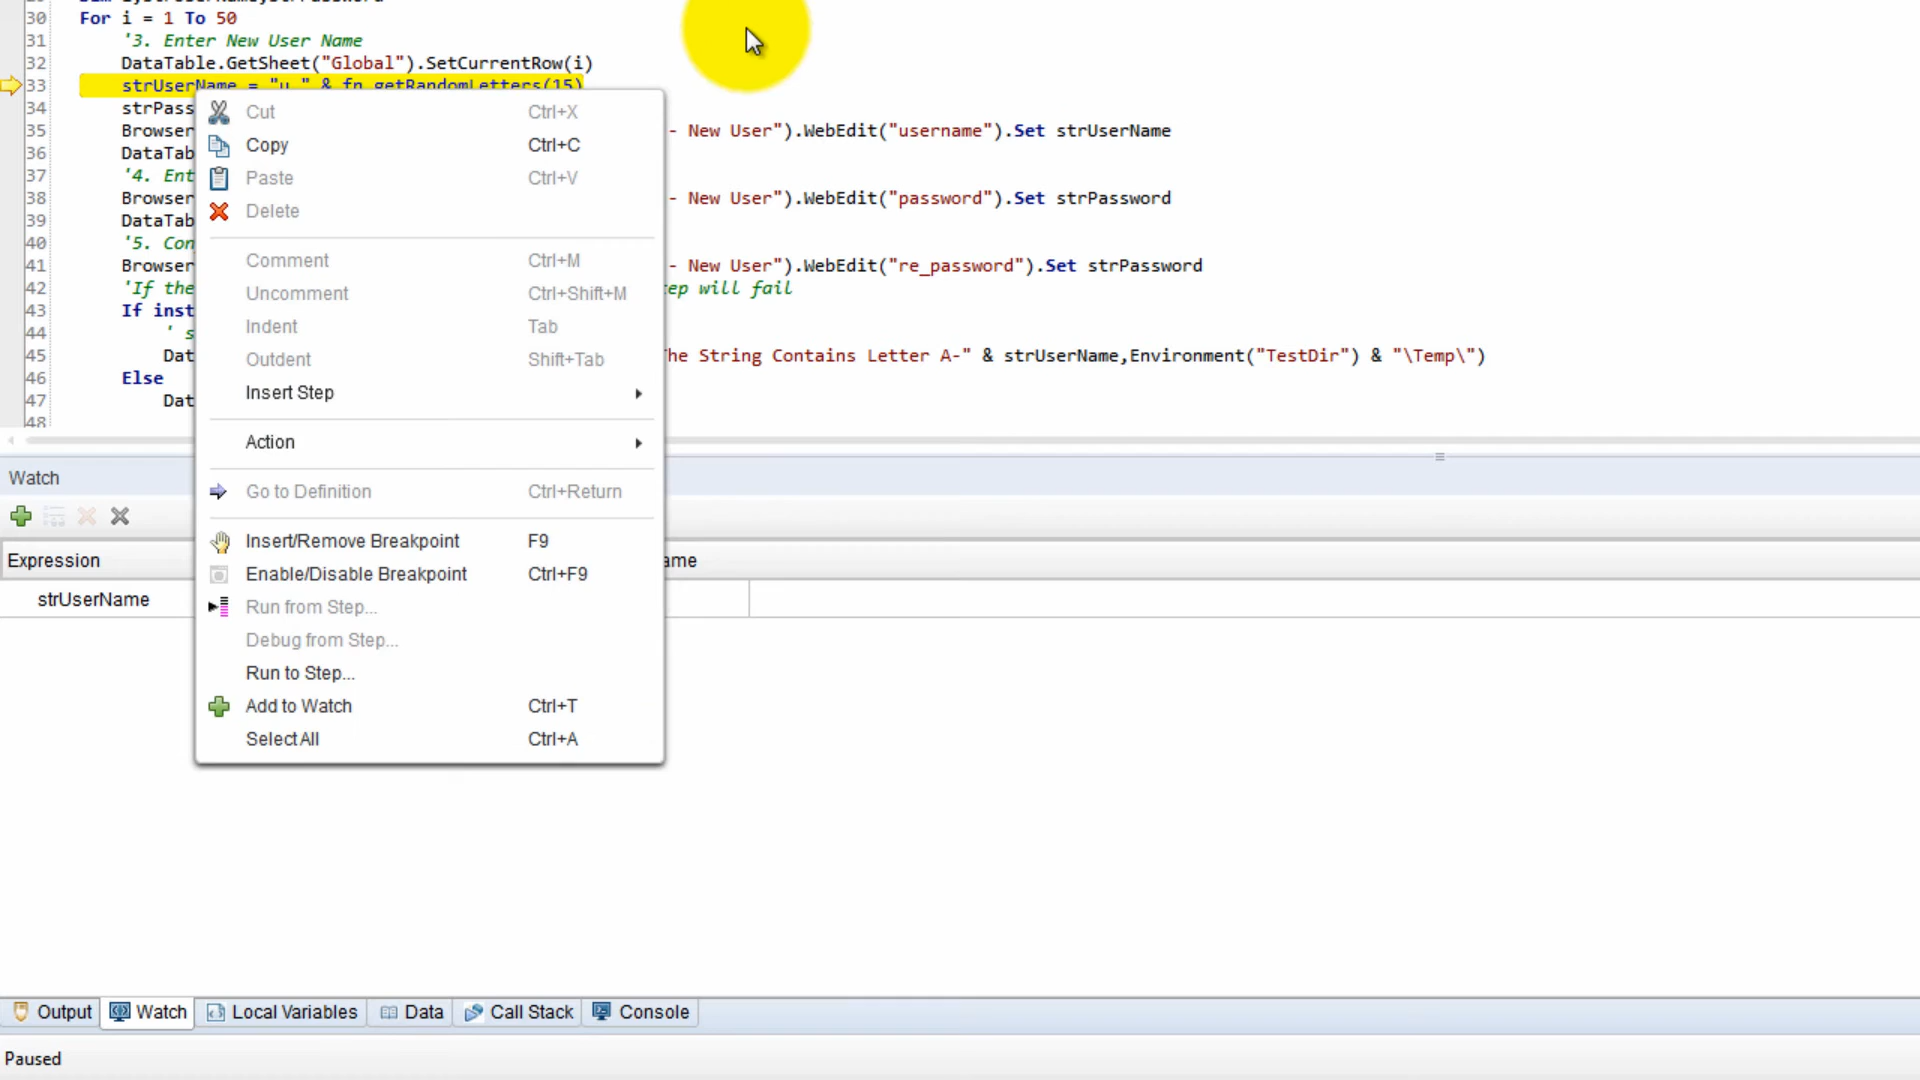 30 For i = 1 To 50
31 '3. Enter New User Name
32 DataTable.GetSheet("Global").SetCurrentRow(i)
33 strUserName = "u_" & fn_getRandomLetters(15)
34 strPass
35 Browser - New User").WebEdit("username").Set strUserName
36 DataTab
37 '4. Ent
38 Browser - New User").WebEdit("password").Set strPassword
39 DataTab
40 '5. Con
41 Browser - New User").WebEdit("re_password").Set strPassword
42 'If the ep will fail
43 If inst
44 ' s
45 Dat he String Contains Letter A-" & strUserName,Environment("TestDir") & "\Temp\")
46 Else
47 Dat
48
Cut Ctrl+X
Copy Ctrl+C
Paste Ctrl+V
Delete
Comment Ctrl+M
Uncomment Ctrl+Shift+M
Indent Tab
Outdent Shift+Tab
Insert Step
Action
Go to Definition Ctrl+Return
Insert/Remove Breakpoint F9
Enable/Disable Breakpoint Ctrl+F9
Run from Step...
Debug from Step...
Run to Step...
Add to Watch Ctrl+T
Select All Ctrl+A
Watch
Expression ame
strUserName
Output Watch Local Variables Data Call Stack Console
Paused